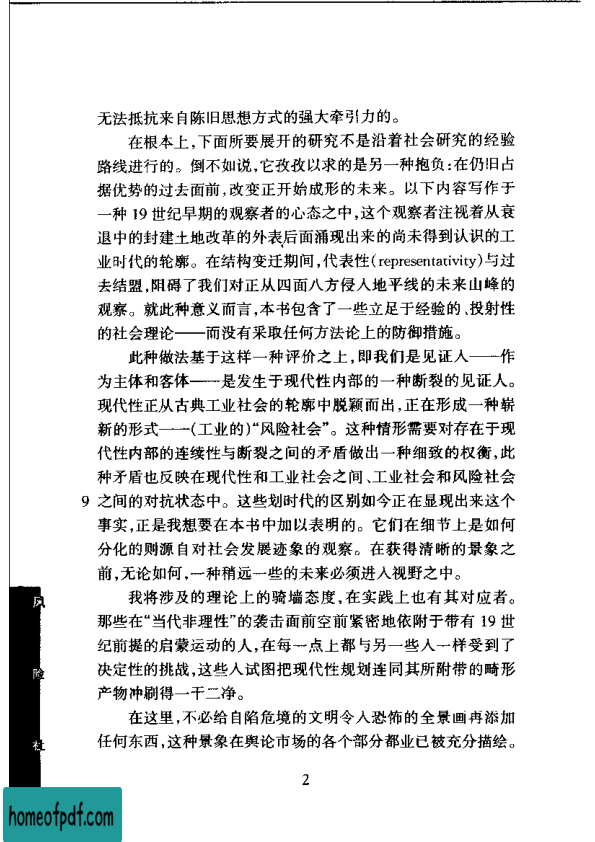 无法抵抗来自陈旧思想方式的强大牵引力的。
在根本上,下面所要展开的研究不是沿着社会研究的经验
路线进行的。倒不如说,它孜孜以求的是另一种抱负:在仍旧占
据优势的过去面前,改变正开始成形的未来。以下内容写作于
一种 19 世纪早期的观察者的心态之中,这个观察者注视着从衰
退中的封建土地改革的外表后面涌现出来的尚未得到认识的工
业时代的轮廓。在结构变迁期间,代表性(representativity)与过
去结盟,阻碍了我们对正从四面八方侵入地平线的未来山峰的
观察。就此种意义而言,本书包含了一些立足于经验的、投射性
的社会理论——而没有采取任何方法论上的防御措施。
此种做法基于这样一种评价之上,即我们是见证人——作
为主体和客体——是发生于现代性内部的一种断裂的见证人。
现代性正从古典工业社会的轮廓中脱颖而出,正在形成一种崭
新的形式——(工业的)“风险社会”。这种情形需要对存在于现
代性内部的连续性与断裂之间的矛盾做出一种细致的权衡,此
种矛盾也反映在现代性和工业社会之间、工业社会和风险社会
9 之间的对抗状态中。这些划时代的区别如今正在显现出来这个
事实,正是我想要在本书中加以表明的。它们在细节上是如何
分化的则源自对社会发展迹象的观察。在获得清晰的景象之
前,无论如何,一种稍远一些的未来必须进入视野之中。
我将涉及的理论上的骑墙态度,在实践上也有其对应者。
那些在“当代非理性”的袭击面前空前紧密地依附于带有 19 世
纪前提的启蒙运动的人,在每一点上都与另一些人一样受到了
决定性的挑战,这些人试图把现代性规划连同其所附带的畸形
产物冲刷得一干二净。
在这里,不必给自陷危境的文明令人恐怖的全景画再添加
任何东西,这种景象在舆论市场的各个部分都业已被充分描绘。
风
险
社
2
homeofpdf.com